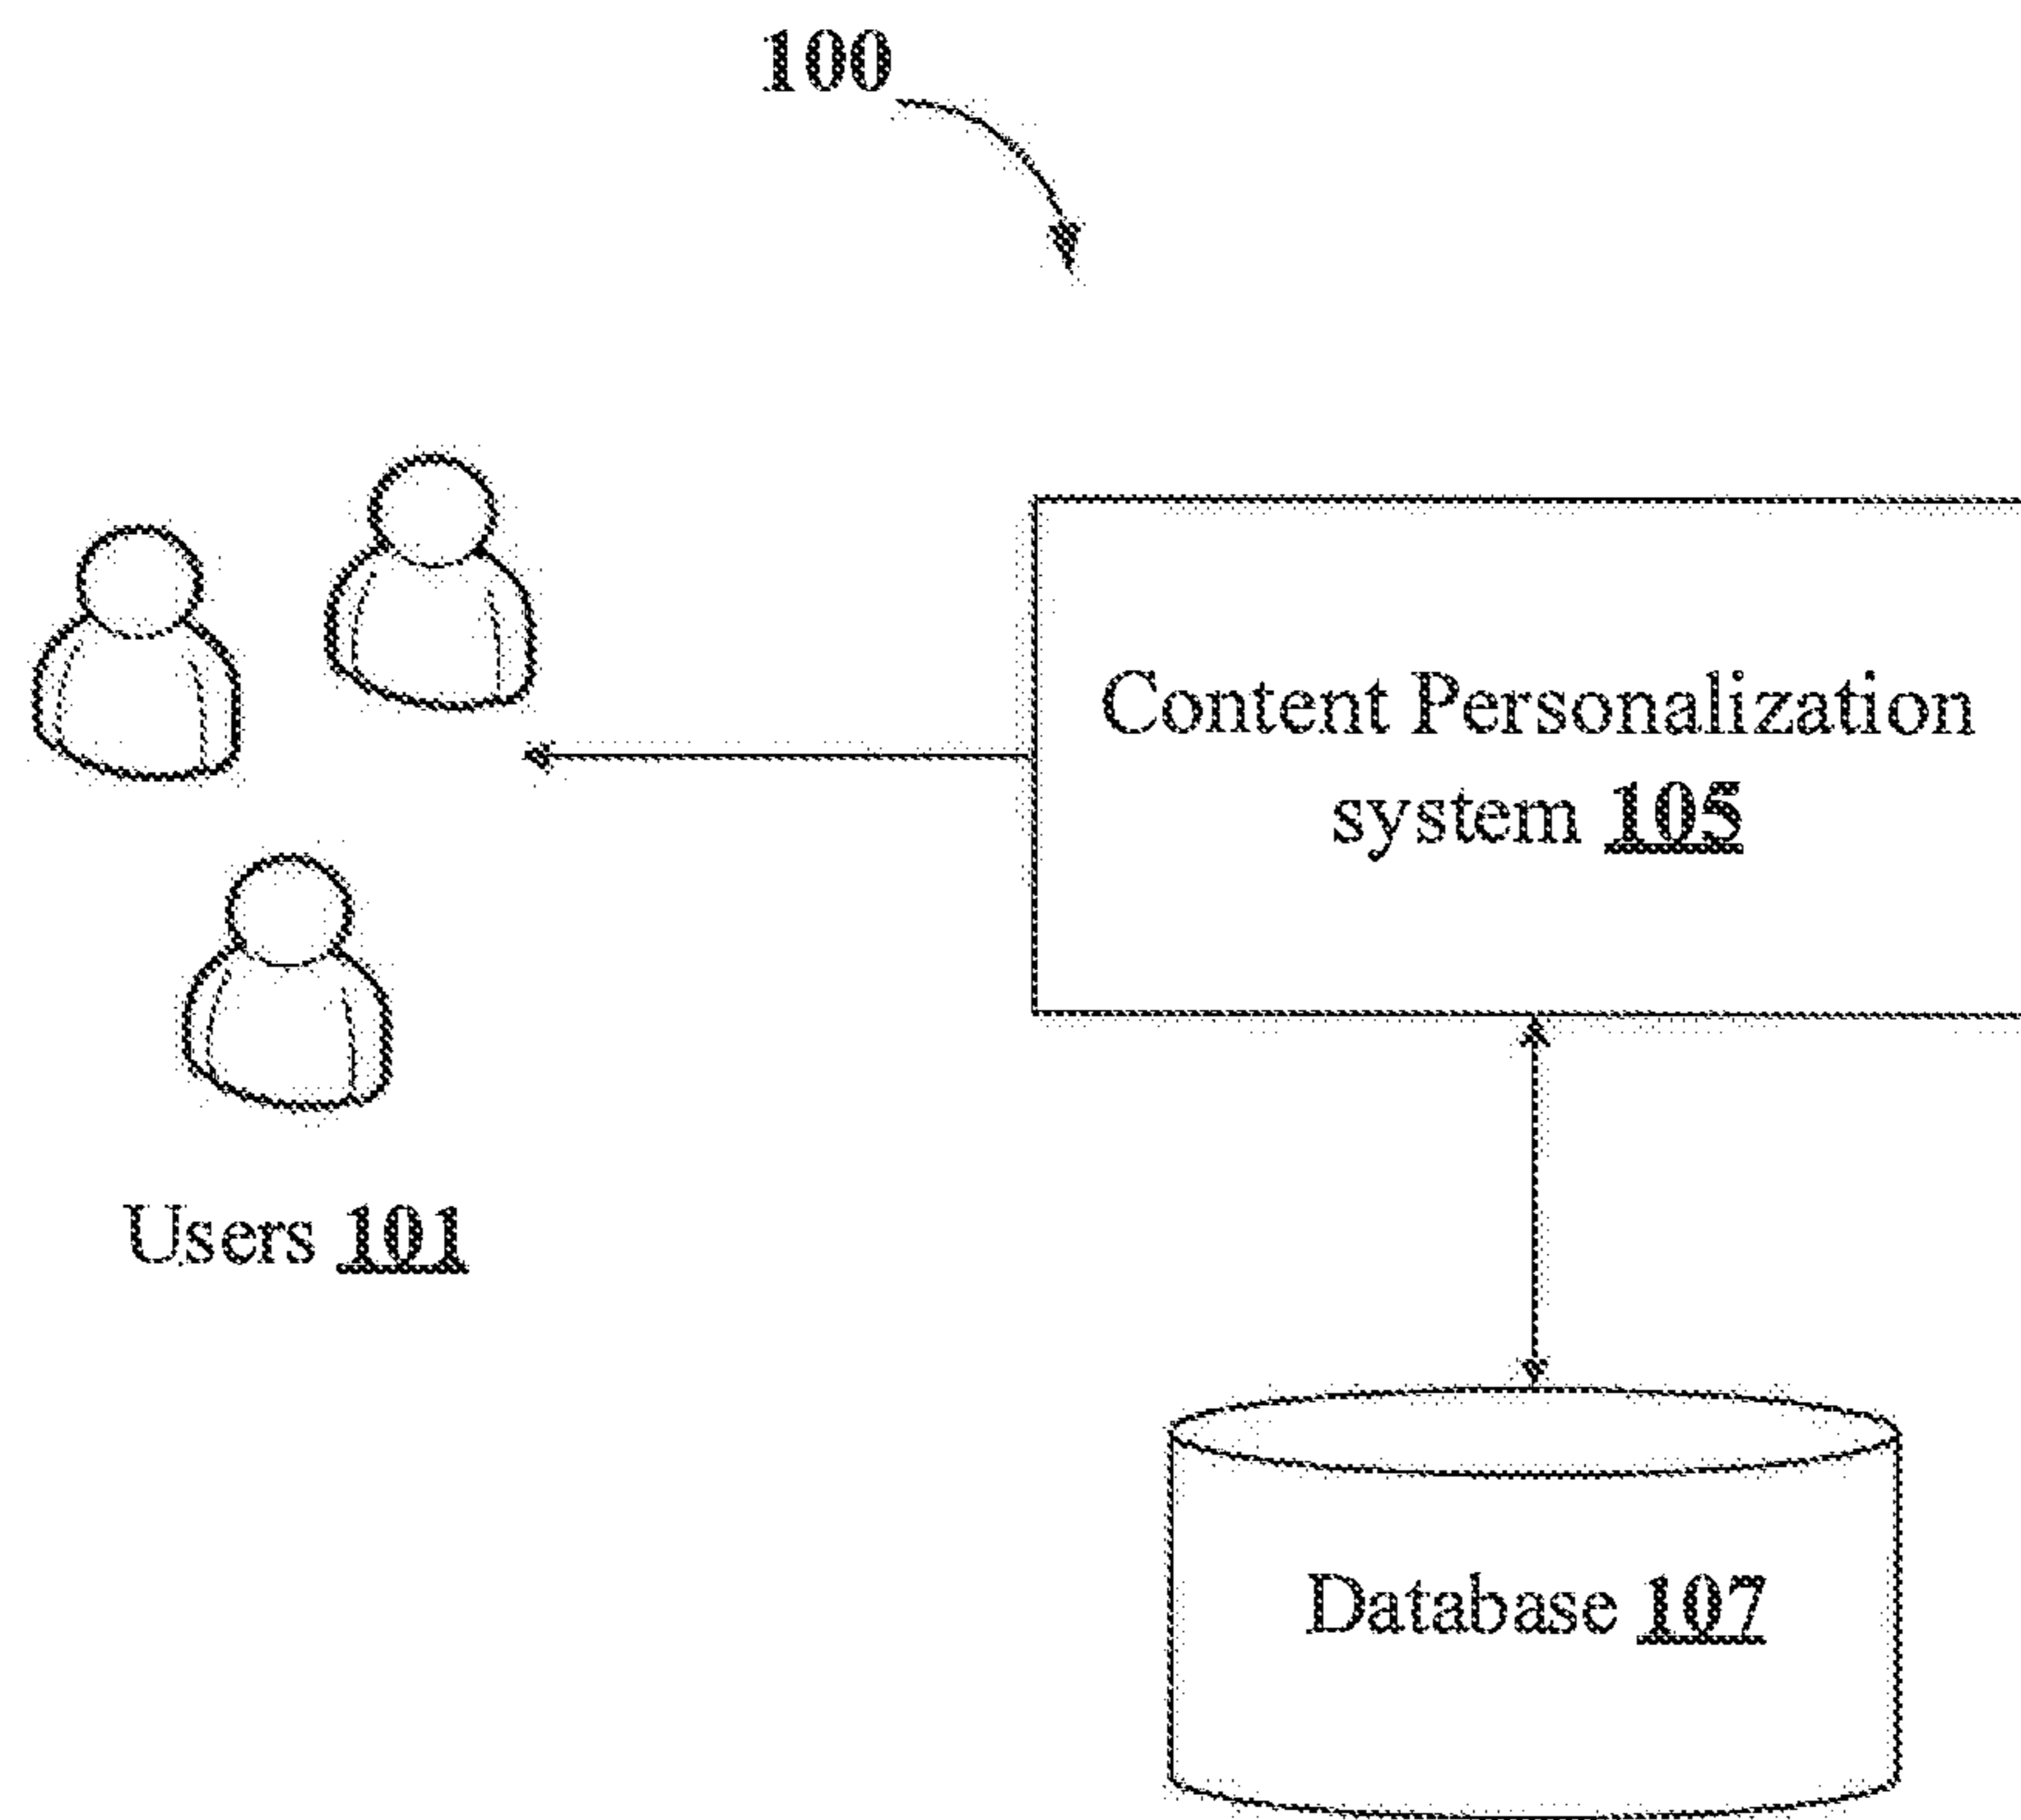 100
Content Personalization
system 105
Users 101
Database 107